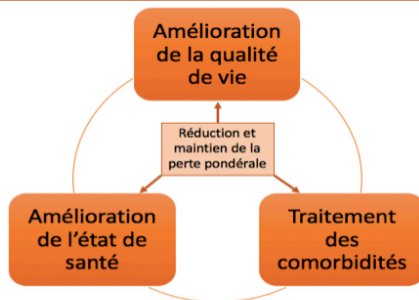 Amélioration
de la qualité
de vie
Réduction et
maintien de la
perte pondérale
Amélioration
de l'état de
santé
Traitement
des
comorbidités